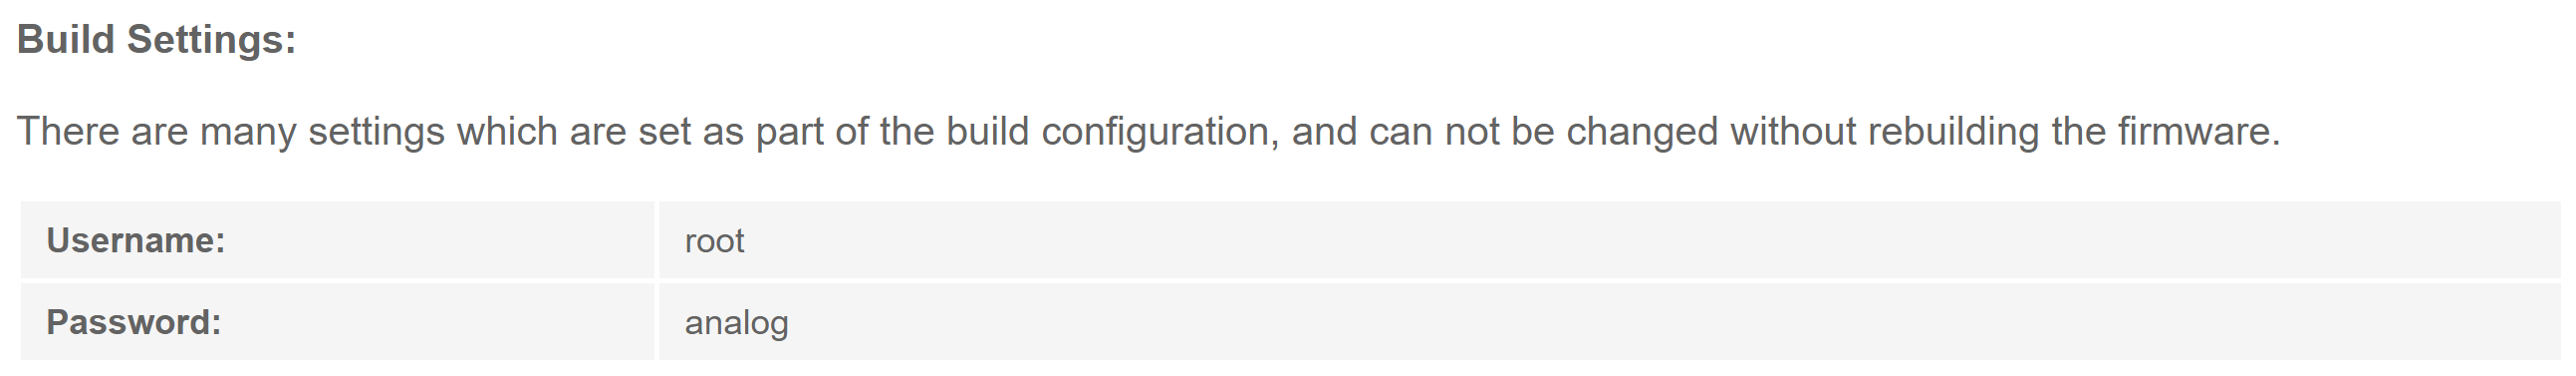 Build Settings:
There are many settings which are set as part of the build configuration, and can not be changed without rebuilding the firmware.
Username: root
Password: analog